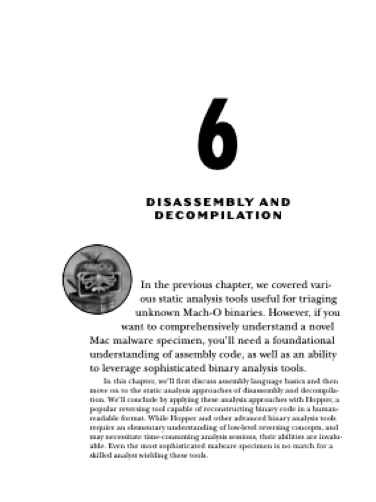 6
DISASSEMBLY AND
DECOMPILATION
In the previous chapter, we covered vari-
ous static analysis tools useful for triaging
unknown Mach-O binaries. However, if you
want to comprehensively understand a novel
Mac malware specimen, you’ll need a foundational
understanding of assembly code, as well as an ability
to leverage sophisticated binary analysis tools.
In this chapter, we’ll first discuss assembly language basics and then
move on to the static analysis approaches of disassembly and decompila-
tion. We’ll conclude by applying these analysis approaches with Hopper, a
popular reversing tool capable of reconstructing binary code in a human-
readable format. While Hopper and other advanced binary analysis tools
require an elementary understanding of low-level reversing concepts, and
may necessitate time-consuming analysis sessions, their abilities are invalu-
able. Even the most sophisticated malware specimen is no match for a
skilled analyst wielding these tools.